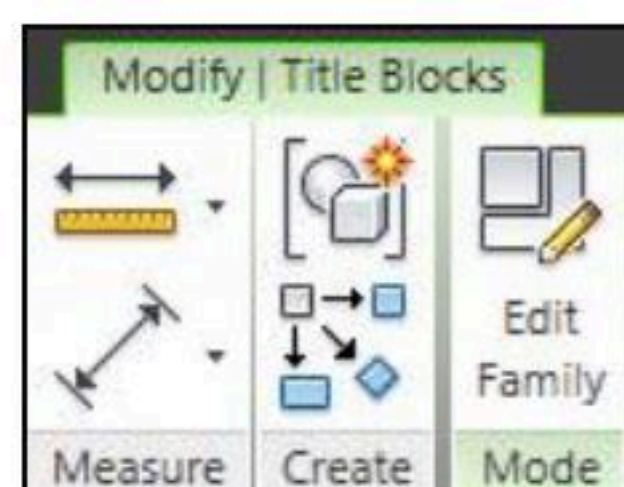 Modify | Title Blocks
Edit
Family
Measure
Create
Mode